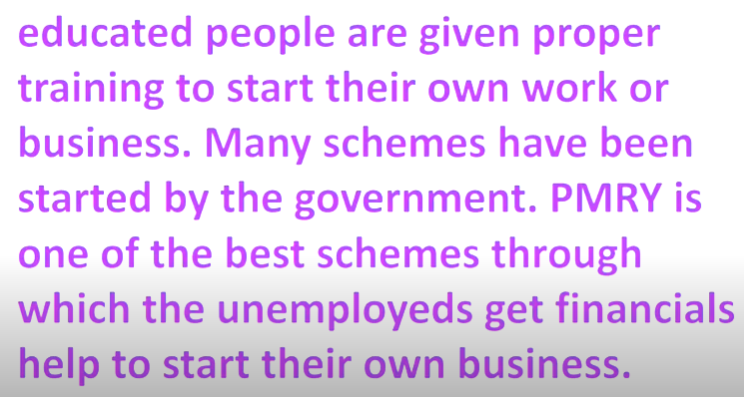 educated people are given proper
training to start their own work or
business. Many schemes have been
started by the government. PMRY is
one of the best schemes through
which the unemployeds get financials
help to start their own business.